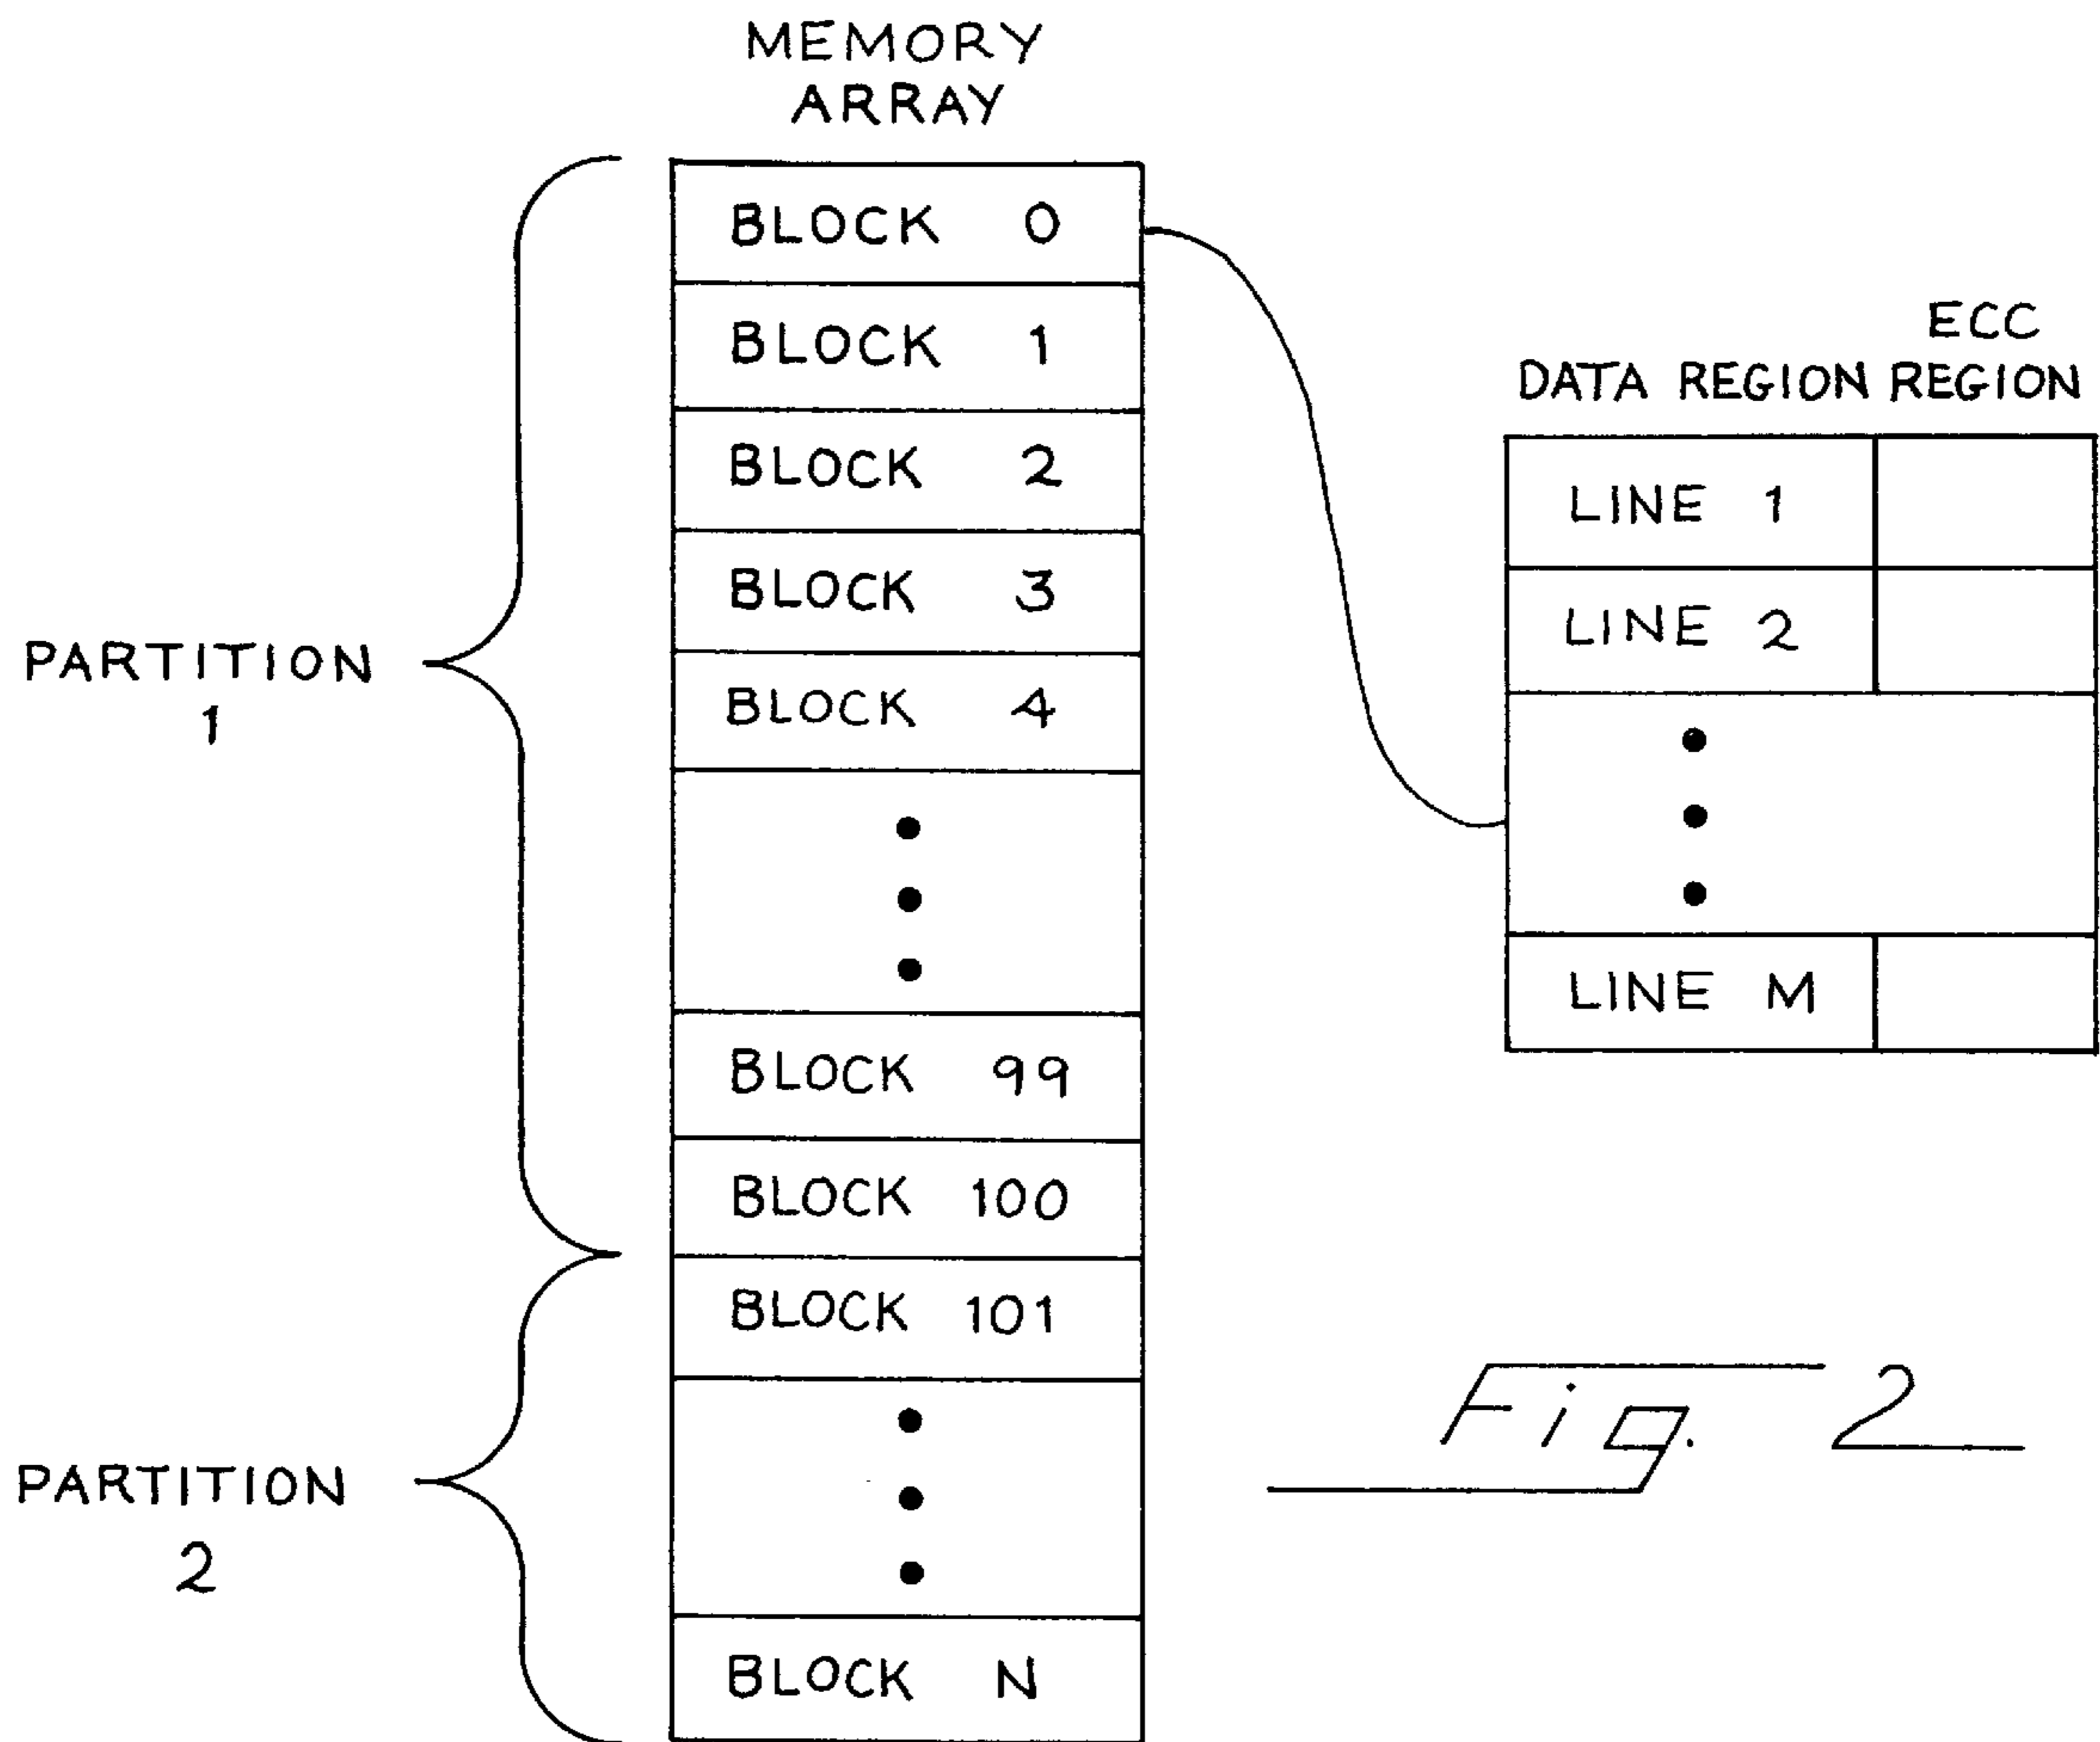 MEMORY
ARRAY
BLOCK 0
BLOCK 1
BLOCK 2
BLOCK 3
BLOCK 4
BLOCK 99
BLOCK 100
BLOCK 101
BLOCK N
PARTITION
1
PARTITION
2
ECC
DATA REGION REGION
LINE 1
LINE 2
LINE M
Fig. 2